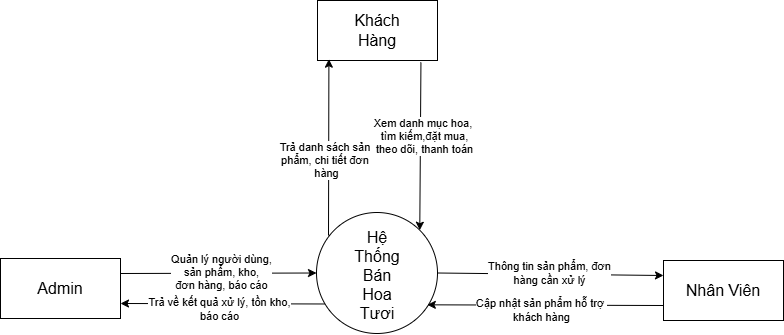 Khách
Hàng
Xem danh mục hoa,
tìm kiếm,đặt mua,
theo dõi, thanh toán
Trả danh sách sản
phẩm, chi tiết đơn
hàng
Hệ
Thống
Bán
Hoa
Tươi
Quản lý người dùng,
sản phẩm, kho,
đơn hàng, báo cáo
Admin
Trả về kết quả xử lý, tồn kho,
báo cáo
Thông tin sản phẩm, đơn
hàng cần xử lý
Nhân Viên
Cập nhật sản phẩm hỗ trợ
khách hàng